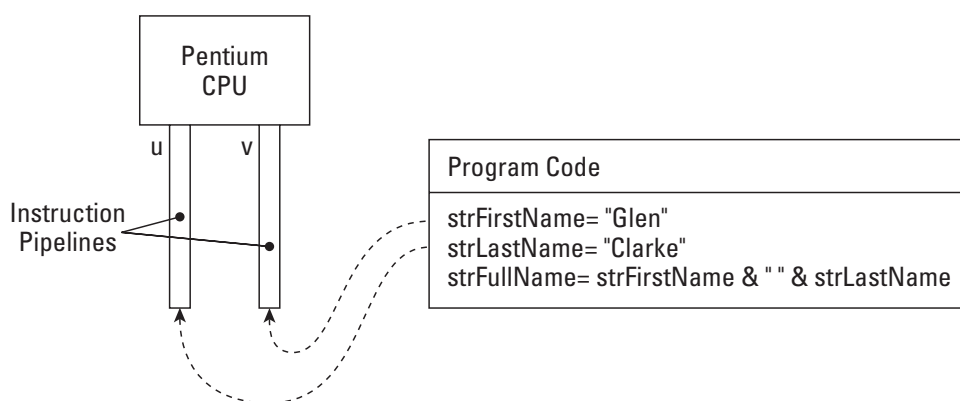 Pentium
CPU
u
v
Instruction
Pipelines
Program Code
strFirstName= "Glen"
strLastName= "Clarke"
strFullName= strFirstName & " " & strLastName